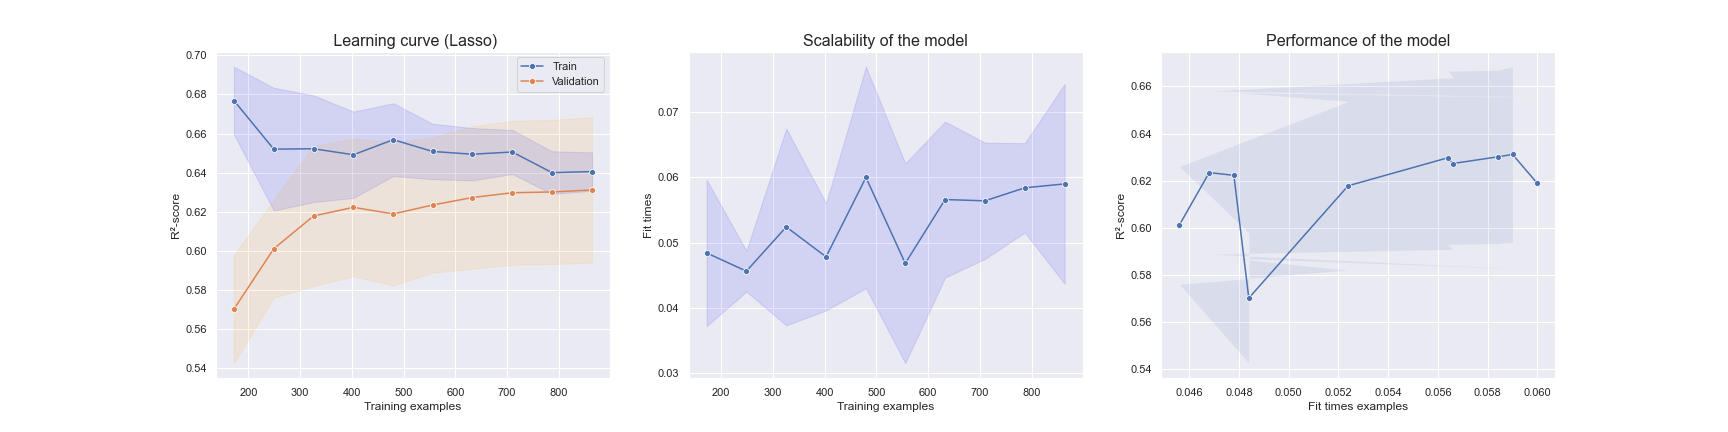 Learning curve (Lasso)
0.70
0.68
0.66
0.64
0.62
0.60
0.58
0.56
0.54
R²-score
200 300 400 500 600 700 800
Training examples
Train
Validation
Scalability of the model
0.07
0.06
0.05
0.04
0.03
Fit times
200 300 400 500 600 700 800
Training examples
Performance of the model
0.66
0.64
0.62
0.60
0.58
0.56
0.54
R²-score
0.046 0.048 0.050 0.052 0.054 0.056 0.058 0.060
Fit times examples